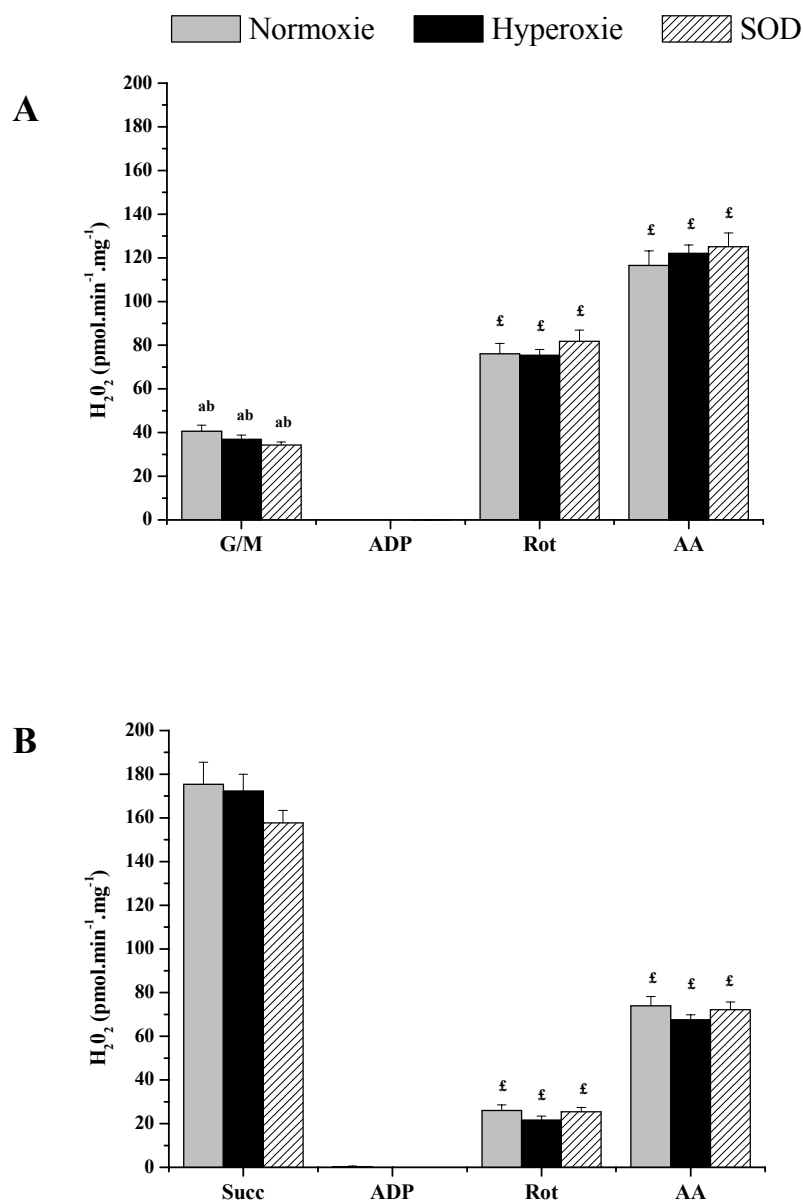 Normoxie Hyperoxie SOD
A
200
180
160
140
120
100
80
60
40
20
0
H₂0₂ (pmol.min⁻¹.mg⁻¹)
ab ab ab
£ £ £
£ £ £
G/M ADP Rot AA
B
200
180
160
140
120
100
80
60
40
20
0
H₂0₂ (pmol.min⁻¹.mg⁻¹)
£ £ £
£ £ £
Succ ADP Rot AA